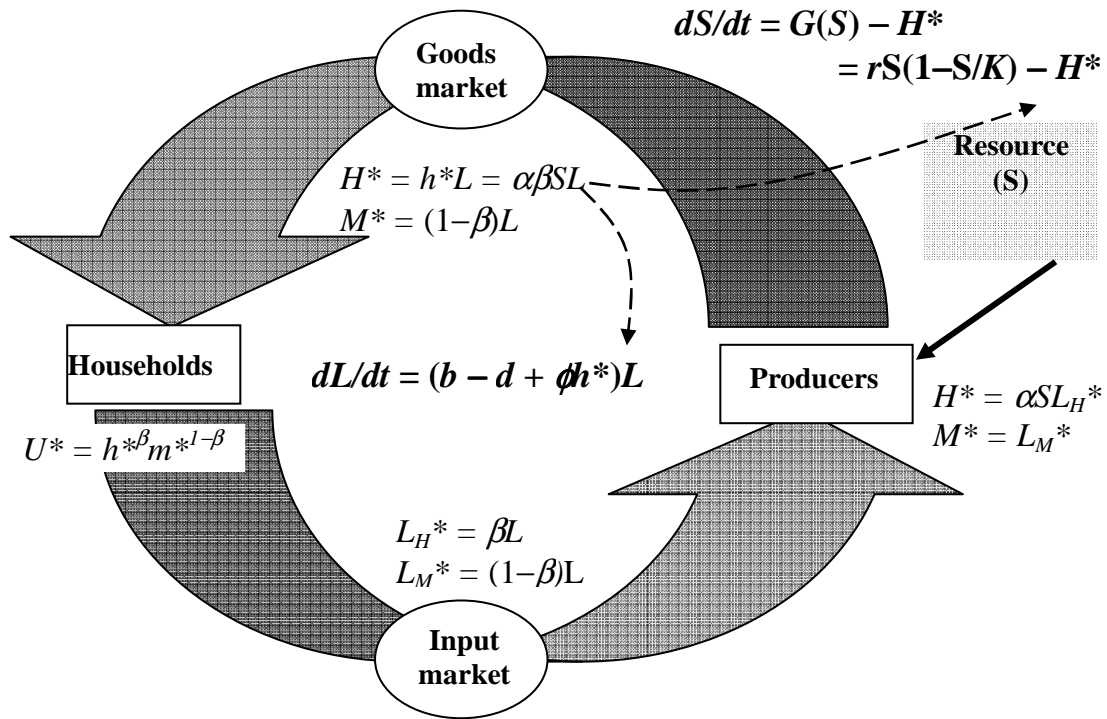 Goods
market
dS/dt = G(S) – H*
= rS(1–S/K) – H*
Resource
(S)
H* = h*L = αβSL
M* = (1–β)L
Households
dL/dt = (b – d + ϕh*)L
Producers
U* = h*^βm*^1–β
H* = αSL_H*
M* = L_M*
L_H* = βL
L_M* = (1–β)L
Input
market